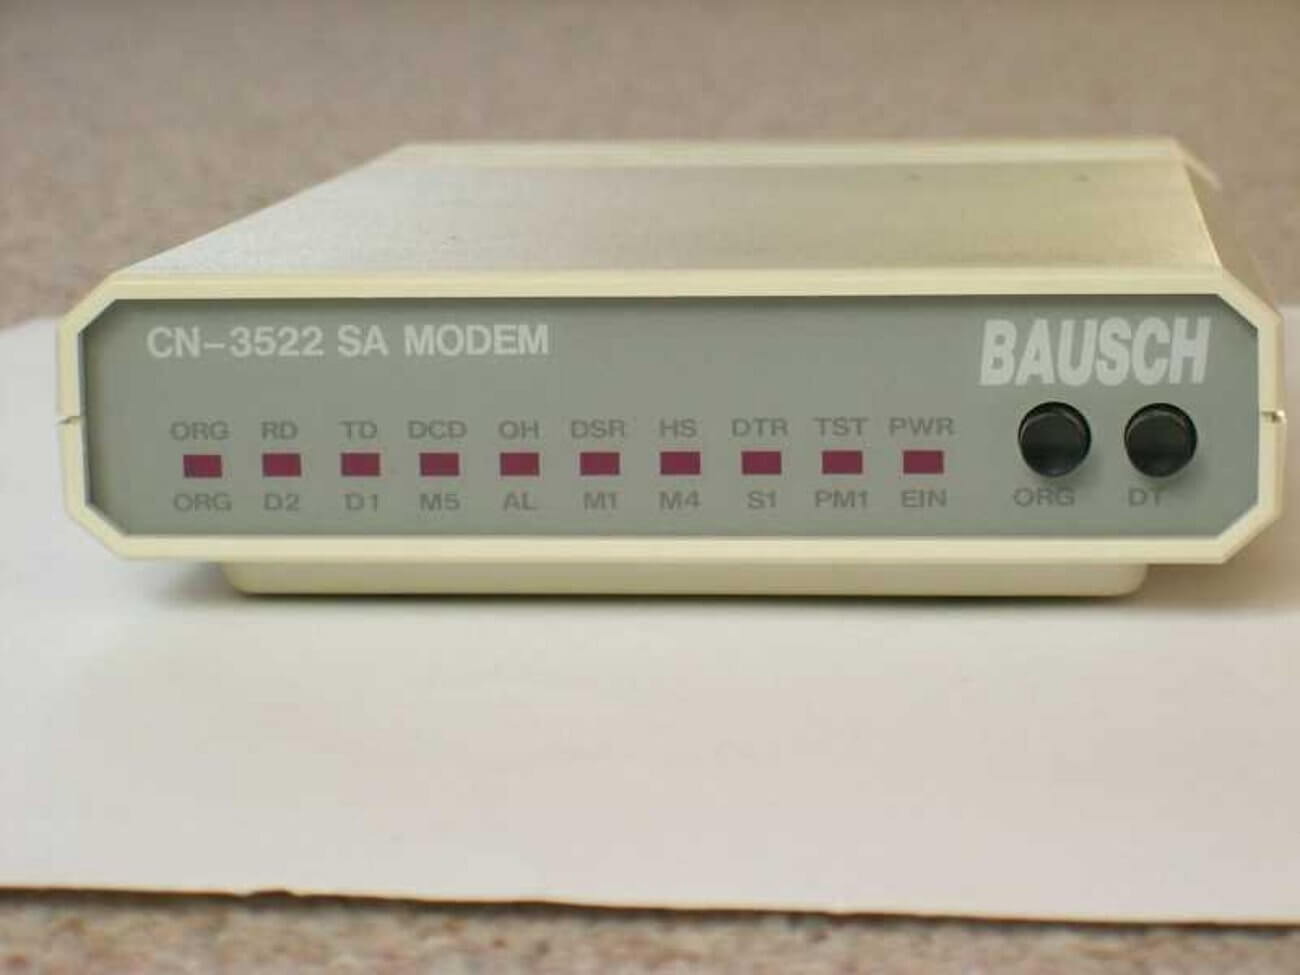 CN-3522 SA MODEM
BAUSCH
ORG RD TD DCD OH DSR HS DTR TST PWR
ORG D2 D1 M5 AL M1 M4 S1 PM1 EIN
ORG DT